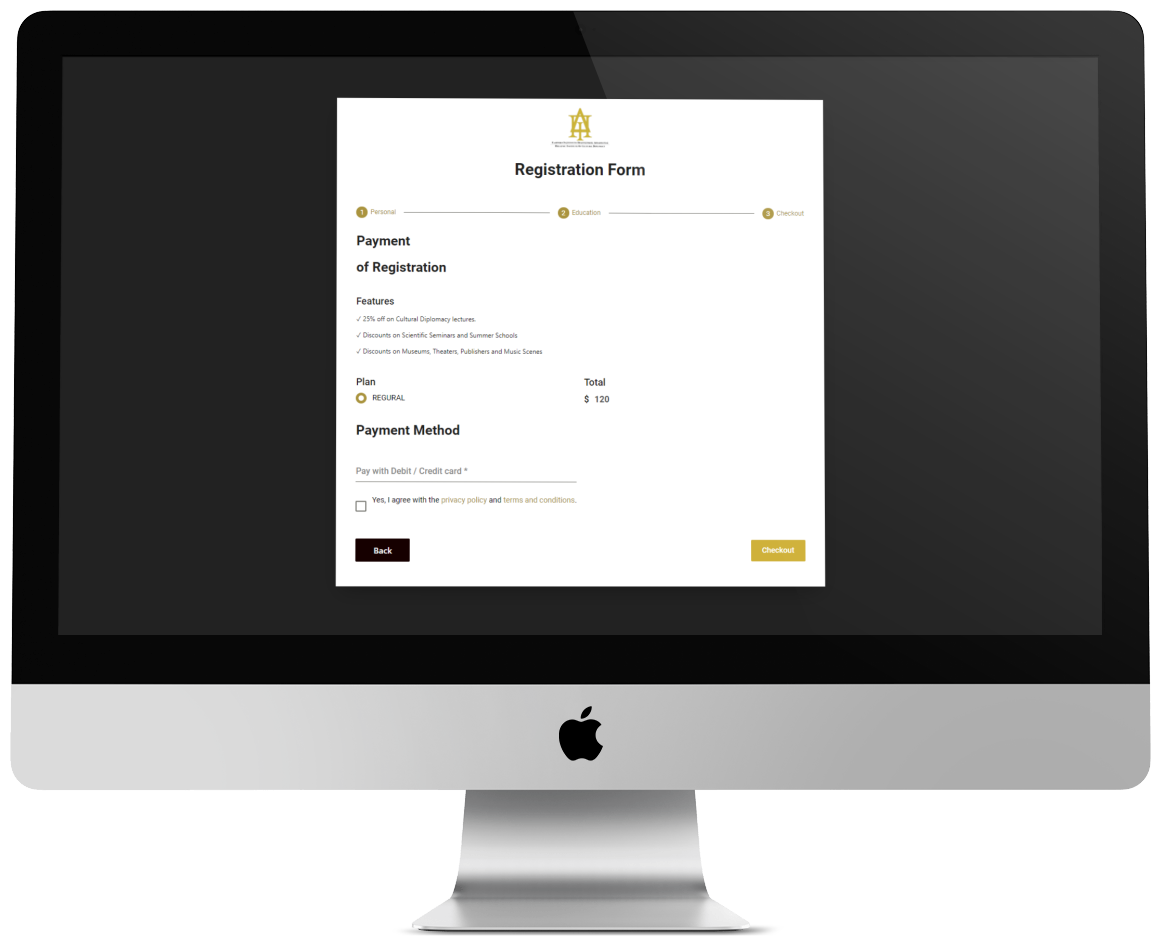 Registration Form
1 Personal 2 Education 3 Checkout
Payment
of Registration
Features
✓ 25% off on Cultural Diplomacy lectures.
✓ Discounts on Scientific Seminars and Summer Schools
✓ Discounts on Museums, Theaters, Publishers and Music Scenes
Plan Total
REGURAL $ 120
Payment Method
Pay with Debit / Credit card *
Yes, I agree with the privacy policy and terms and conditions.
Back Checkout